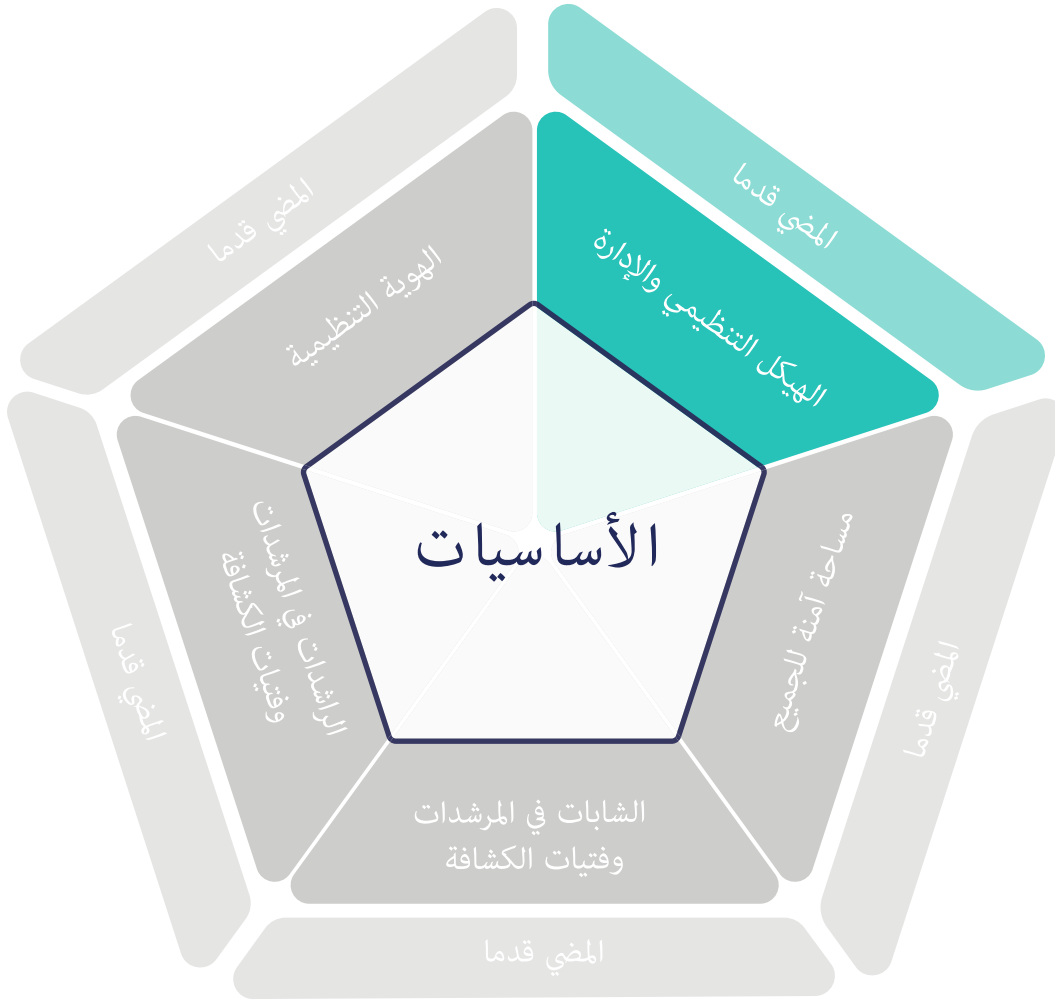 المضي قدما
المضي قدما
الهوية التنظيمية
الهيكل التنظيمي والإدارة
الأساسيات
الراشدات في المرشدات
وفتيات الكشافة
مساحة آمنة للجميع
المضي قدما
المضي قدما
الشابات في المرشدات
وفتيات الكشافة
المضي قدما